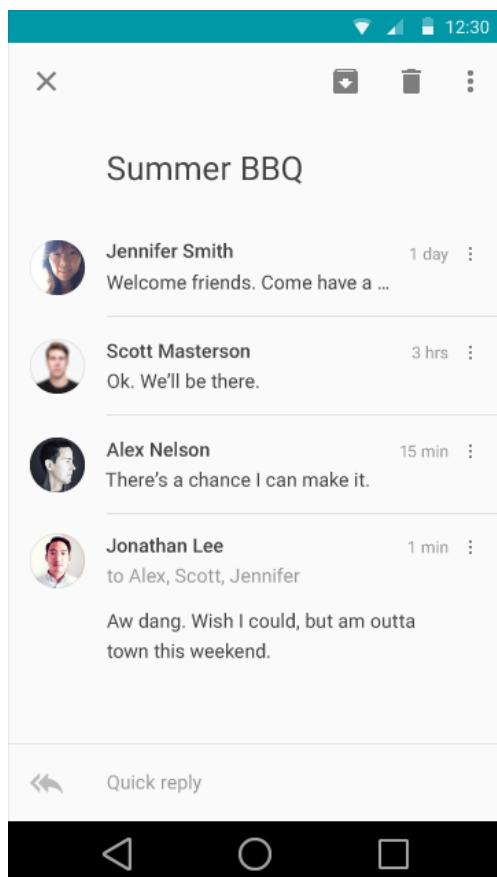 12:30
Summer BBQ
Jennifer Smith
1 day
Welcome friends. Come have a ...
Scott Masterson
3 hrs
Ok. We'll be there.
Alex Nelson
15 min
There's a chance I can make it.
Jonathan Lee
1 min
to Alex, Scott, Jennifer
Aw dang. Wish I could, but am outta
town this weekend.
Quick reply